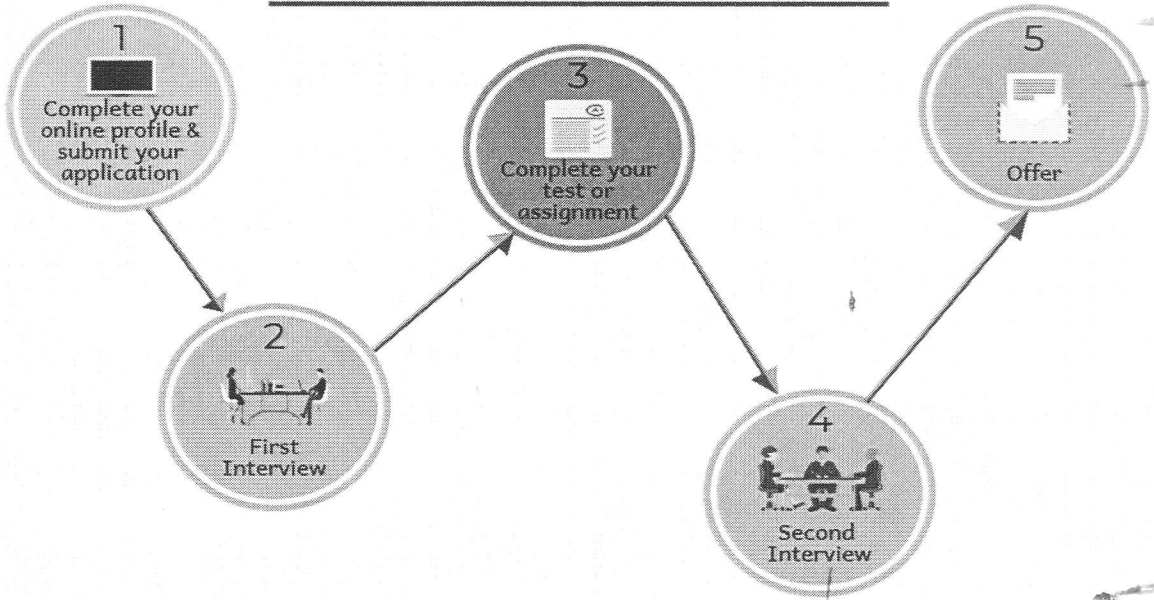 1
Complete your
online profile &
submit your
application
2
First
Interview
3
Complete your
test or
assignment
4
Second
Interview
5
Offer